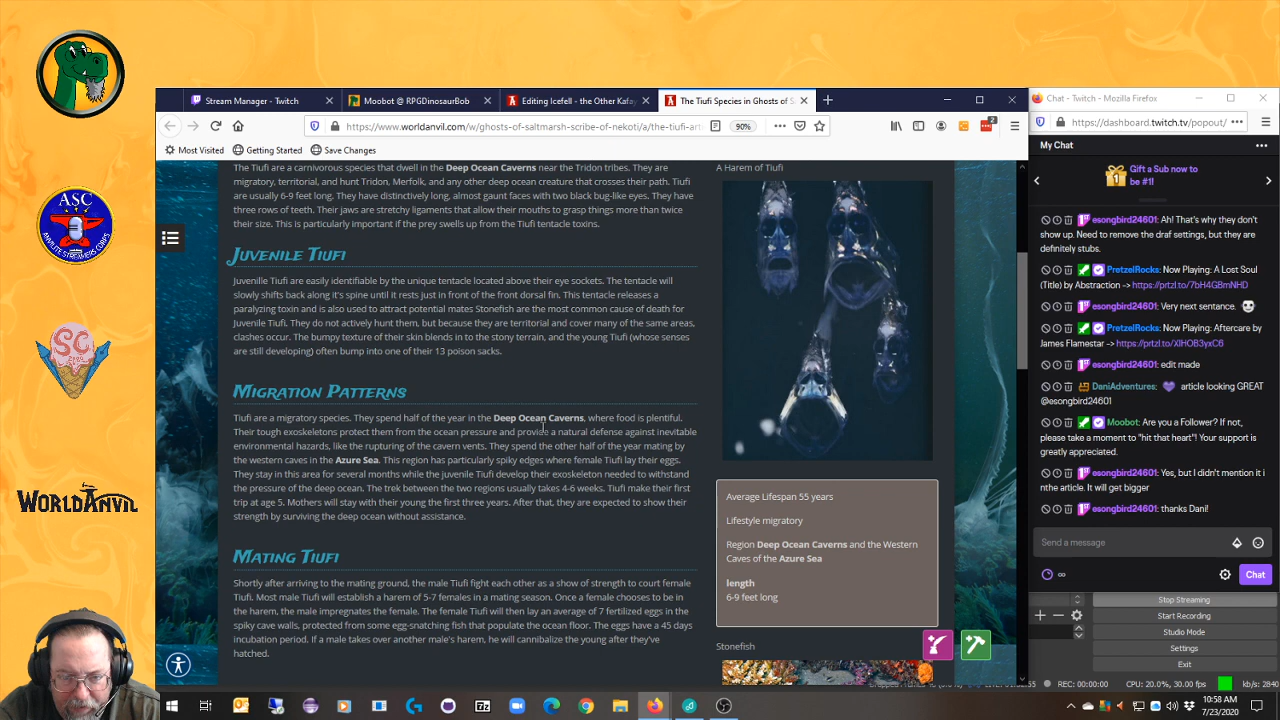 ASC
ANVILITE STREAMERS CORPS
SC
WORLDANVIL
Stream Manager - Twitch
Moobot @ RPGDinosaurBob
Editing Icefell - the Other Kafay
The Tiufi Species in Ghosts of S
https://www.worldanvil.com/w/ghosts-of-saltmarsh-scribe-of-nekoti/a/the-tiufi-art
90%
Most Visited
Getting Started
Save Changes
The Tiufi are a carnivorous species that dwell in the Deep Ocean Caverns near the Tridon tribes. They are
migratory, territorial, and hunt Tridon, Merfolk, and any other deep ocean creature that crosses their path. Tiufi
are usually 6-9 feet long. They have distinctively long, almost gaunt faces with two black bug-like eyes. They have
three rows of teeth. Their jaws are stretchy ligaments that allow their mouths to grasp things more than twice
their size. This is particularly important if the prey swells up from the Tiufi tentacle toxins.
JUVENILE TIUFI
Juvenille Tiufi are easily identifiable by the unique tentacle located above their eye sockets. The tentacle will
slowly shifts back along it's spine until it rests just in front of the front dorsal fin. This tentacle releases a
paralyzing toxin and is also used to attract potential mates Stonefish are the most common cause of death for
Juvenile Tiufi. They do not actively hunt them, but because they are territorial and cover many of the same areas,
clashes occur. The bumpy texture of their skin blends in to the stony terrain, and the young Tiufi (whose senses
are still developing) often bump into one of their 13 poison sacks.
MIGRATION PATTERNS
Tiufi are a migratory species. They spend half of the year in the Deep Ocean Caverns, where food is plentiful.
Their tough exoskeletons protect them from the ocean pressure and provide a natural defense against inevitable
environmental hazards, like the rupturing of the cavern vents. They spend the other half of the year mating by
the western caves in the Azure Sea. This region has particularly spiky edges where female Tiufi lay their eggs.
They stay in this area for several months while the juvenile Tiufi develop their exoskeleton needed to withstand
the pressure of the deep ocean. The trek between the two regions usually takes 4-6 weeks. Tiufi make their first
trip at age 5. Mothers will stay with their young the first three years. After that, they are expected to show their
strength by surviving the deep ocean without assistance.
MATING TIUFI
Shortly after arriving to the mating ground, the male Tiufi fight each other as a show of strength to court female
Tiufi. Most male Tiufi will establish a harem of 5-7 females in a mating season. Once a female chooses to be in
the harem, the male impregnates the female. The female Tiufi will then lay an average of 7 fertilized eggs in the
spiky cave walls, protected from some egg-snatching fish that populate the ocean floor. The eggs have a 45 days
incubation period. If a male takes over another male's harem, he will cannibalize the young after they've
hatched.
A Harem of Tiufi
Average Lifespan 55 years
Lifestyle migratory
Region Deep Ocean Caverns and the Western
Caves of the Azure Sea
length
6-9 feet long
Stonefish
Chat - Twitch - Mozilla Firefox
https://dashboard.twitch.tv/popout/
My Chat
Gift a Sub now to
be #1!
esongbird24601: Ah! That's why they don't
show up. Need to remove the draf settings, but they are
definitely stubs.
PretzelRocks: Now Playing: A Lost Soul
(Title) by Abstraction -> https://prtzl.to/7bH4GBmNHD
esongbird24601: Very next sentence.
PretzelRocks: Now Playing: Aftercare by
James Flamestar -> https://prtzl.to/XlHOB3yxC6
esongbird24601: edit made
DaniAdventures: article looking GREAT
@esongbird24601
Moobot: Are you a Follower? If not,
please take a moment to "hit that heart"! Your support is
greatly appreciated.
esongbird24601: Yes, but I didn't mention it i
nthe article. It will get bigger
esongbird24601: thanks Dani!
Send a message
Chat
Stop Streaming
Start Recording
Studio Mode
Settings
Exit
REC: 00:00:00
CPU: 20.0%, 30.00 fps
kb/s: 2840
10:58 AM
7/23/2020